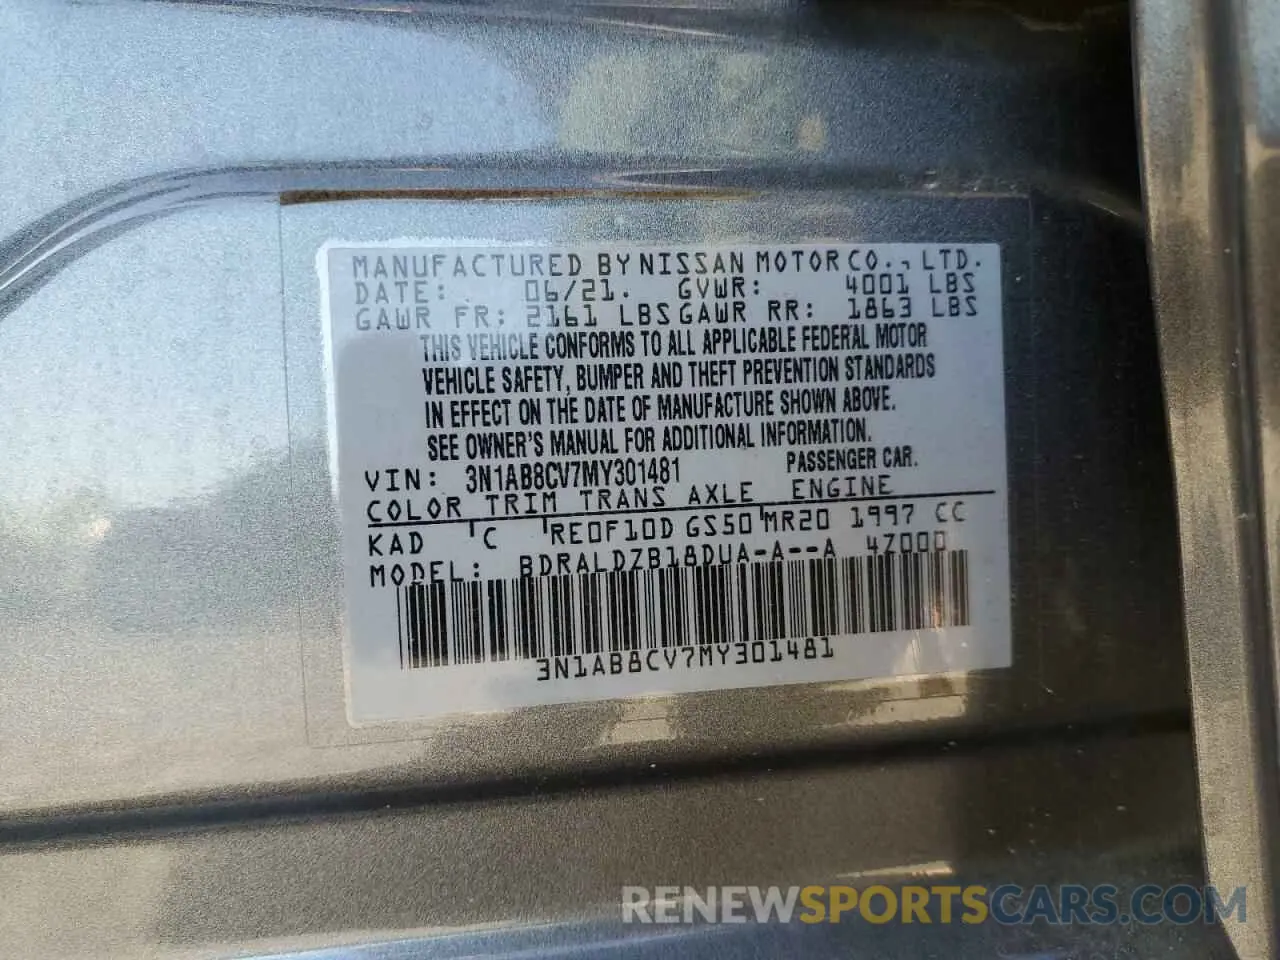 MANUFACTURED BY NISSAN MOTOR CO., LTD.
DATE: 06/21. GVWR: 4001 LBS
GAWR FR: 2161 LBS GAWR RR: 1863 LBS
THIS VEHICLE CONFORMS TO ALL APPLICABLE FEDERAL MOTOR
VEHICLE SAFETY, BUMPER AND THEFT PREVENTION STANDARDS
IN EFFECT ON THE DATE OF MANUFACTURE SHOWN ABOVE.
SEE OWNER'S MANUAL FOR ADDITIONAL INFORMATION.
VIN: 3N1AB8CV7MY301481 PASSENGER CAR.
COLOR TRIM TRANS AXLE ENGINE
KAD C RE0F10D GS50 MR20 1997 CC
MODEL: BDRALDZB18DUA-A--A 4Z000
3N1AB8CV7MY301481
RENEWSPORTSCARS.COM